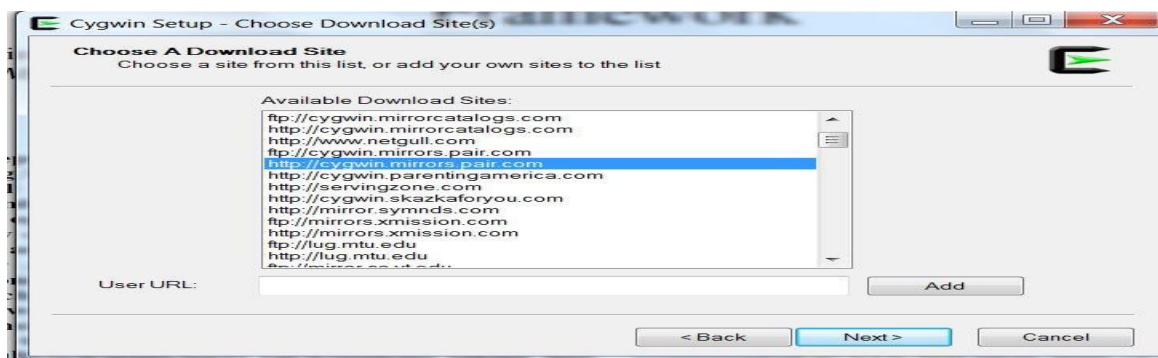 Framework
Cygwin Setup - Choose Download Site(s)
Choose A Download Site
Choose a site from this list, or add your own sites to the list
Available Download Sites:
ftp://cygwin.mirrorcatalogs.com
http://cygwin.mirrorcatalogs.com
http://www.netgull.com
ftp://cygwin.mirrors.pair.com
http://cygwin.mirrors.pair.com
http://cygwin.parentingamerica.com
http://servingzone.com
http://cygwin.skazkaforyou.com
http://mirror.symnds.com
ftp://mirrors.xmission.com
http://mirrors.xmission.com
ftp://lug.mtu.edu
http://lug.mtu.edu
User URL:
Add
< Back
Next >
Cancel